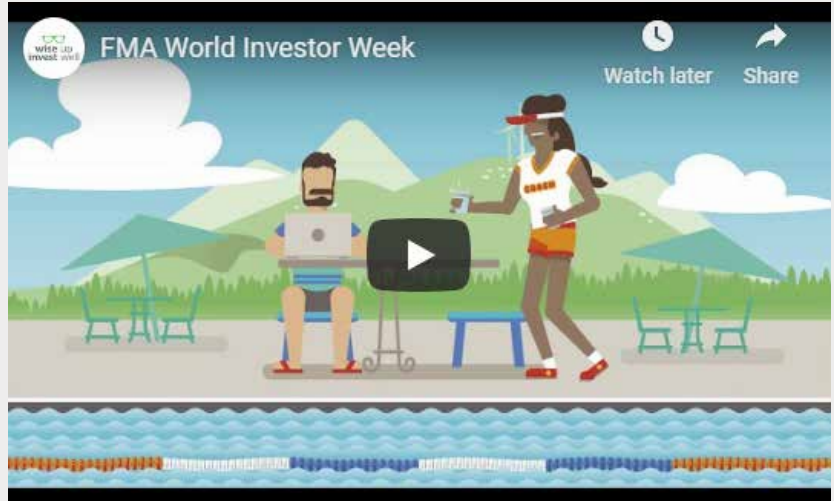 wise up
invest well
FMA World Investor Week
Watch later
Share
COACH